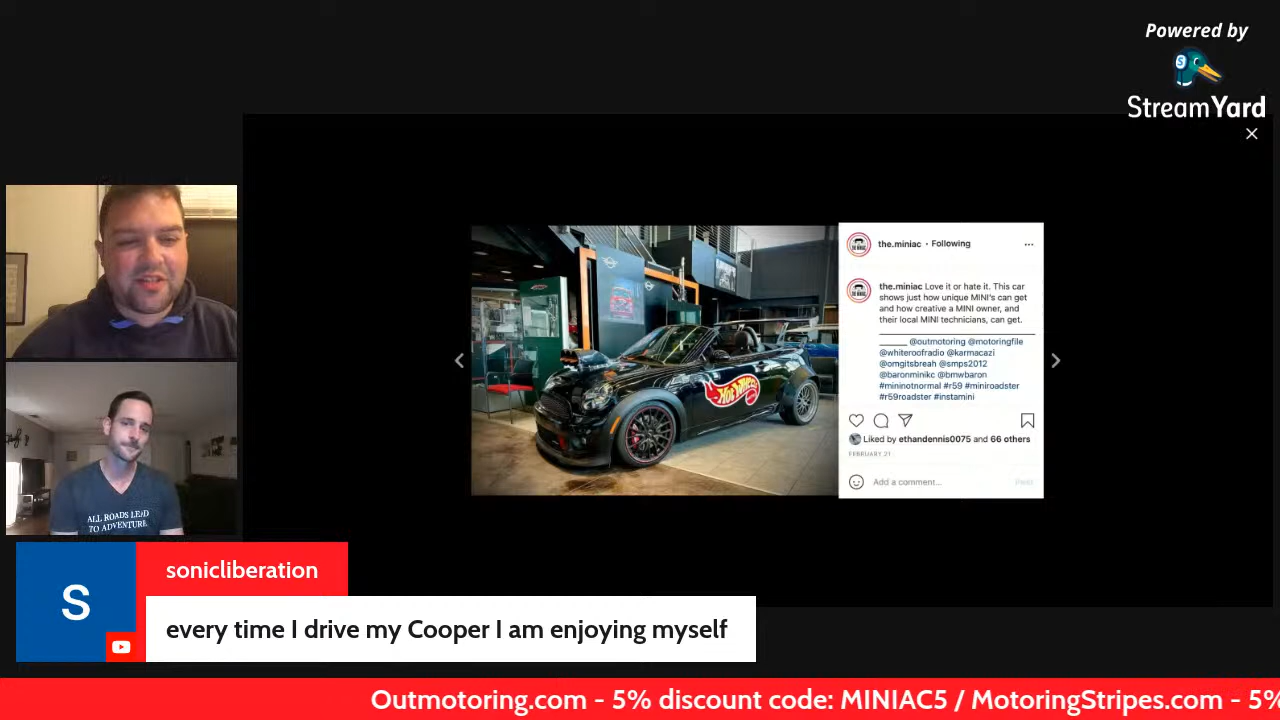 Powered by
StreamYard
the.miniac • Following
the.miniac Love it or hate it. This car
shows just how unique MINI's can get
and how creative a MINI owner, and
their local MINI technicians, can get.
@outmotoring @motoringfile
@whiteroofradio @karmacazi
@omgitsbreah @smps2012
@baronminikc @bmwbaron
#mininotnormal #r59 #miniroadster
#r59roadster #instamini
Liked by ethandennis0075 and 66 others
FEBRUARY 21
Add a comment...
Post
Hot Wheels
ALL ROADS LEAD
TO ADVENTURE.
S
sonicliberation
every time I drive my Cooper I am enjoying myself
Outmotoring.com - 5% discount code: MINIAC5 / MotoringStripes.com - 5%